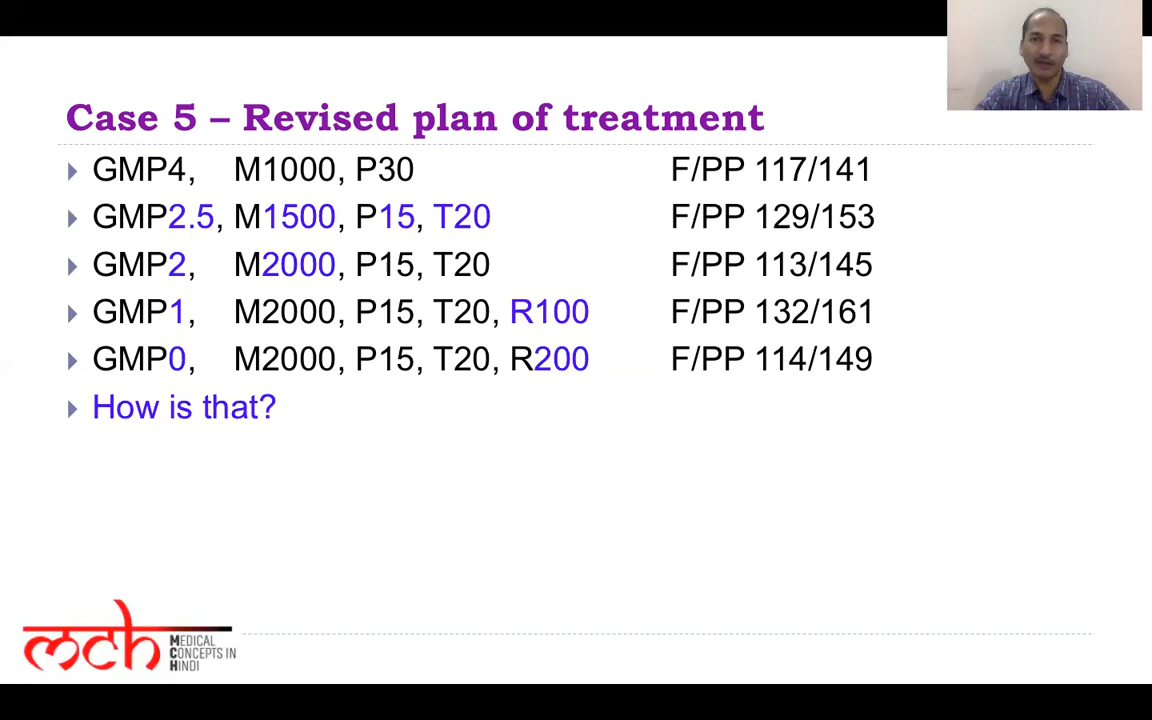 Case 5 – Revised plan of treatment
GMP4, M1000, P30 F/PP 117/141
GMP2.5, M1500, P15, T20 F/PP 129/153
GMP2, M2000, P15, T20 F/PP 113/145
GMP1, M2000, P15, T20, R100 F/PP 132/161
GMP0, M2000, P15, T20, R200 F/PP 114/149
How is that?
mch
MEDICAL
CONCEPTS IN
HINDI
MCH